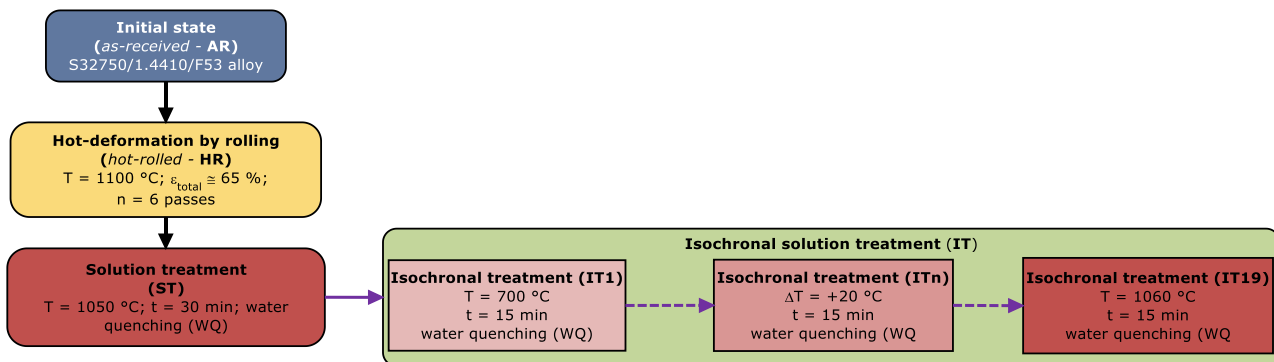 Initial state
(as-received - AR)
S32750/1.4410/F53 alloy
Hot-deformation by rolling
(hot-rolled - HR)
T = 1100 °C; εtotal ≅ 65 %;
n = 6 passes
Solution treatment
(ST)
T = 1050 °C; t = 30 min; water
quenching (WQ)
Isochronal solution treatment (IT)
Isochronal treatment (IT1)
T = 700 °C
t = 15 min
water quenching (WQ)
Isochronal treatment (ITn)
ΔT = +20 °C
t = 15 min
water quenching (WQ
Isochronal treatment (IT19)
T = 1060 °C
t = 15 min
water quenching (WQ